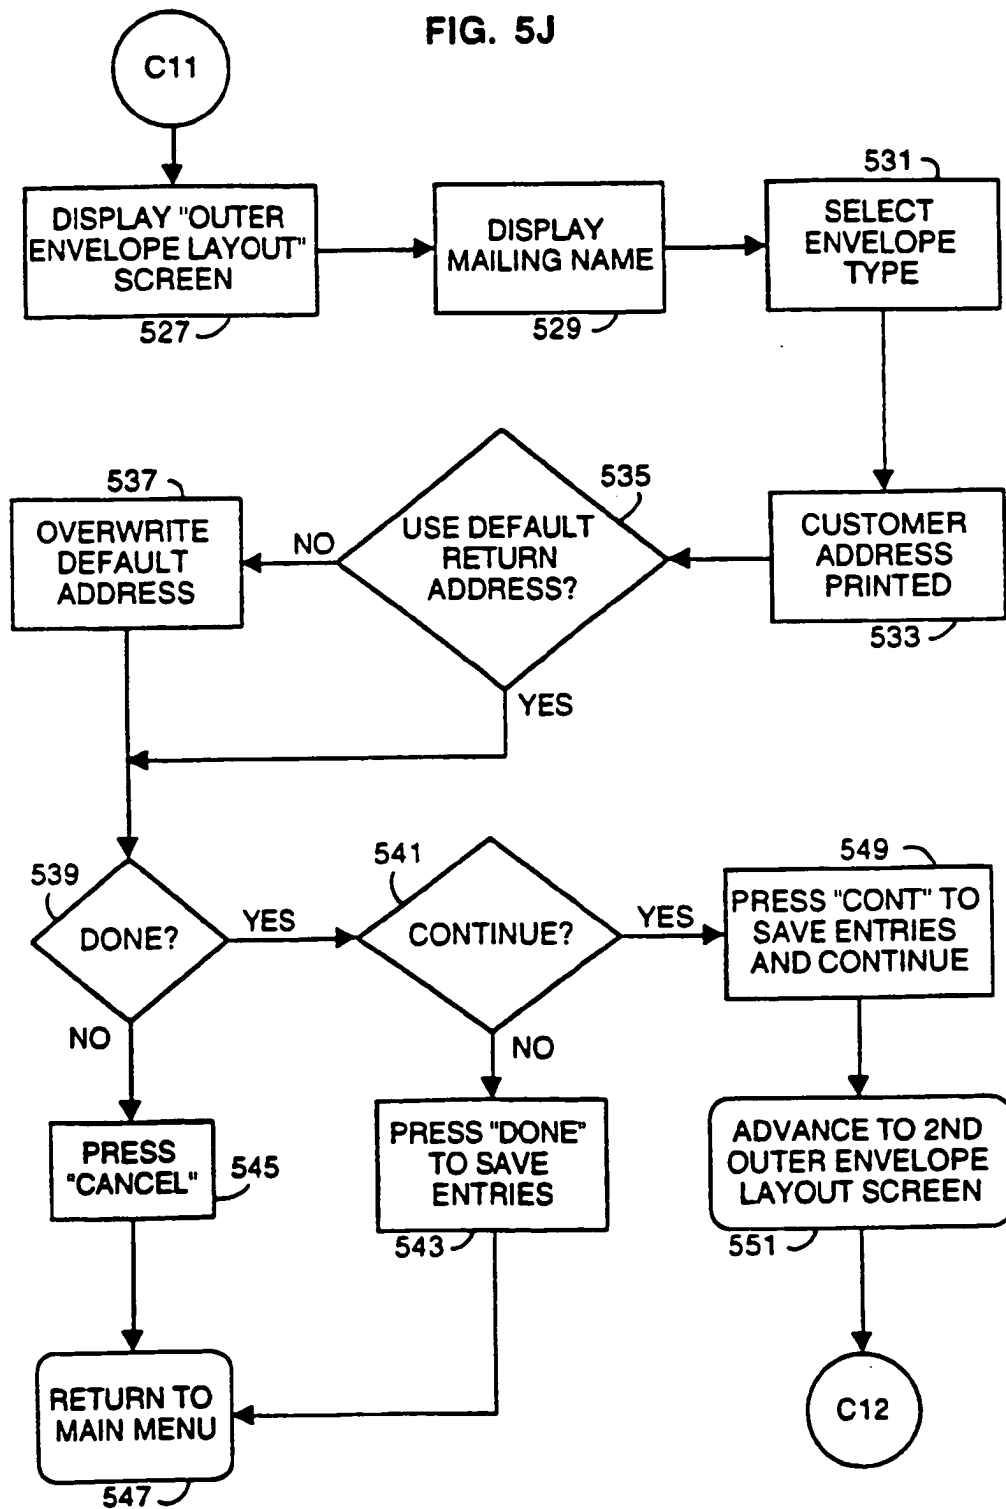 FIG. 5J
C11
DISPLAY "OUTER
ENVELOPE LAYOUT"
SCREEN
527
DISPLAY
MAILING NAME
529
531
SELECT
ENVELOPE
TYPE
CUSTOMER
ADDRESS
PRINTED
533
535
USE DEFAULT
RETURN
ADDRESS?
NO
YES
537
OVERWRITE
DEFAULT
ADDRESS
539
DONE?
YES
NO
541
CONTINUE?
YES
NO
549
PRESS "CONT" TO
SAVE ENTRIES
AND CONTINUE
PRESS
"CANCEL"
545
PRESS "DONE"
TO SAVE
ENTRIES
543
ADVANCE TO 2ND
OUTER ENVELOPE
LAYOUT SCREEN
551
RETURN TO
MAIN MENU
547
C12